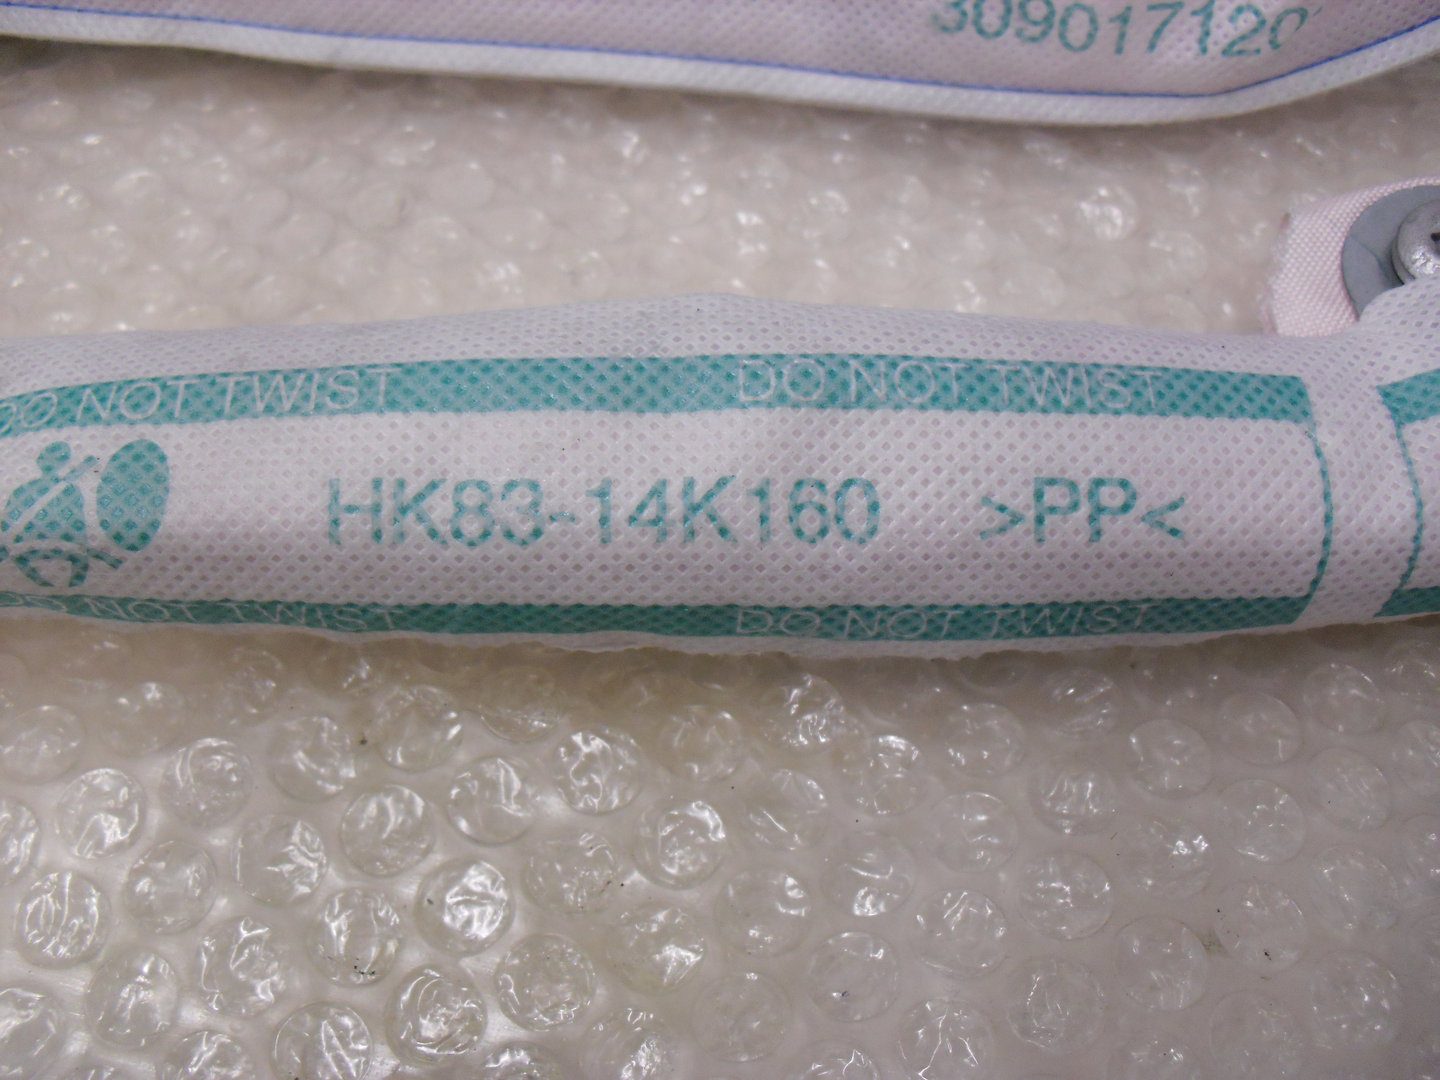 309017120
DO NOT TWIST DO NOT TWIST
HK83-14K160 >PP<
DO NOT TWIST DO NOT TWIST